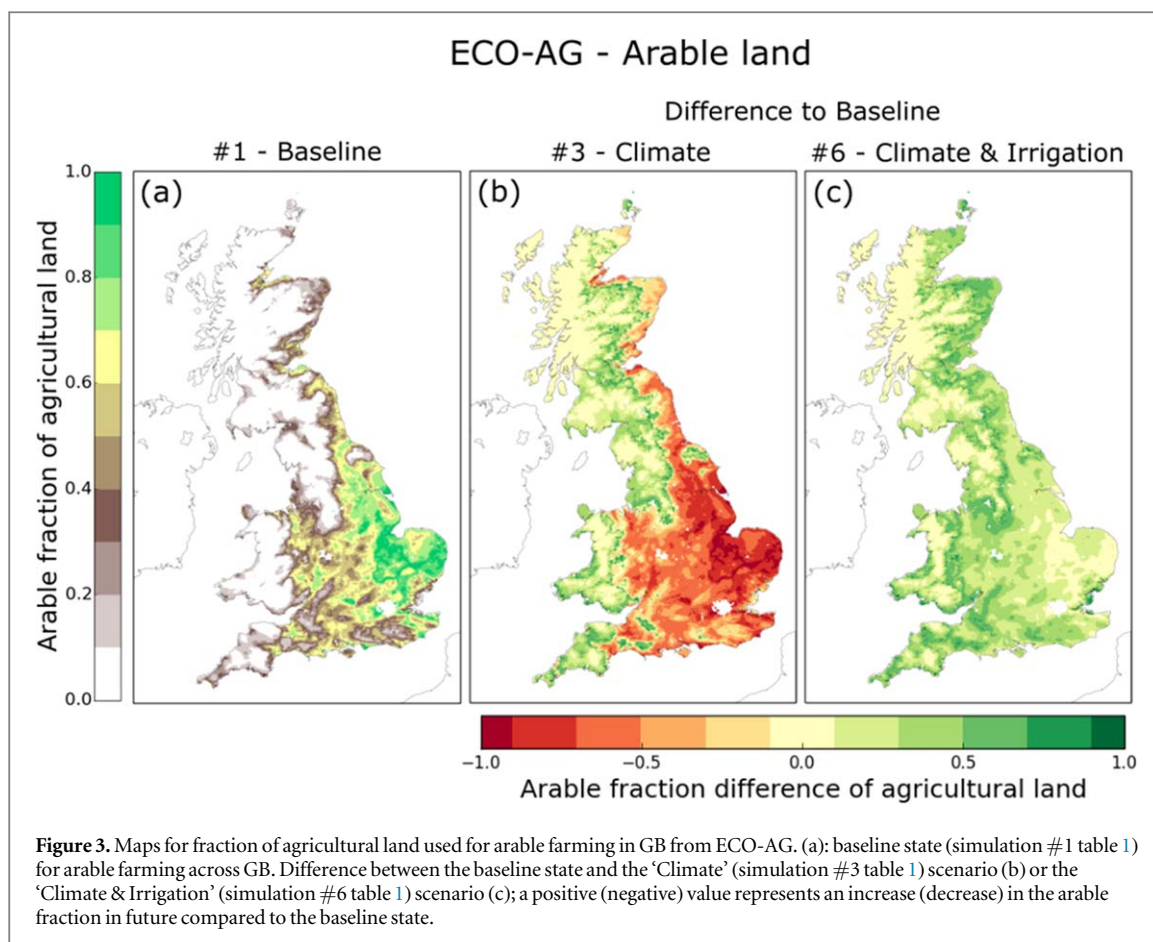 ECO-AG - Arable land
Difference to Baseline
#1 - Baseline
#3 - Climate
#6 - Climate & Irrigation
(a)
(b)
(c)
1.0
0.8
0.6
0.4
0.2
0.0
Arable fraction of agricultural land
−1.0
−0.5
0.0
0.5
1.0
Arable fraction difference of agricultural land
Figure 3. Maps for fraction of agricultural land used for arable farming in GB from ECO-AG. (a): baseline state (simulation #1 table 1)
for arable farming across GB. Difference between the baseline state and the ‘Climate’ (simulation #3 table 1) scenario (b) or the
‘Climate & Irrigation’ (simulation #6 table 1) scenario (c); a positive (negative) value represents an increase (decrease) in the arable
fraction in future compared to the baseline state.